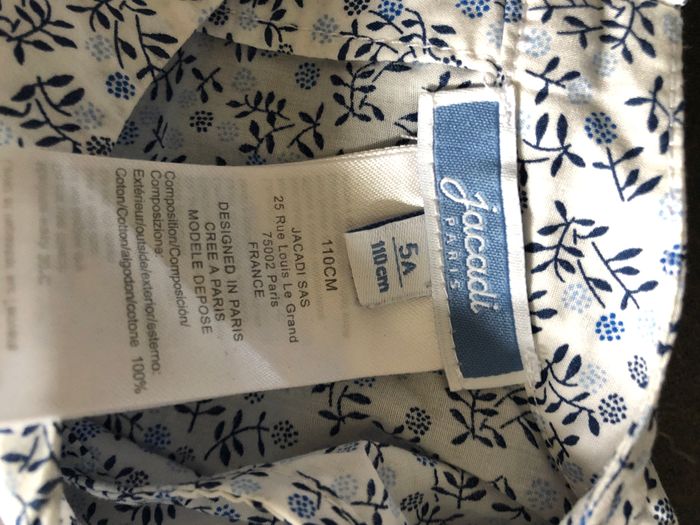 Jacadi
PARIS
5A
110 cm
110CM
JACADI SAS
25 Rue Louis Le Grand
75002 Paris
FRANCE
DESIGNED IN PARIS
CREE A PARIS
MODELE DEPOSE
Composition/Composición/
Composizione:
Extérieur/outside/exterior/esterno:
Coton/Cotton/algodon/cotone 100%